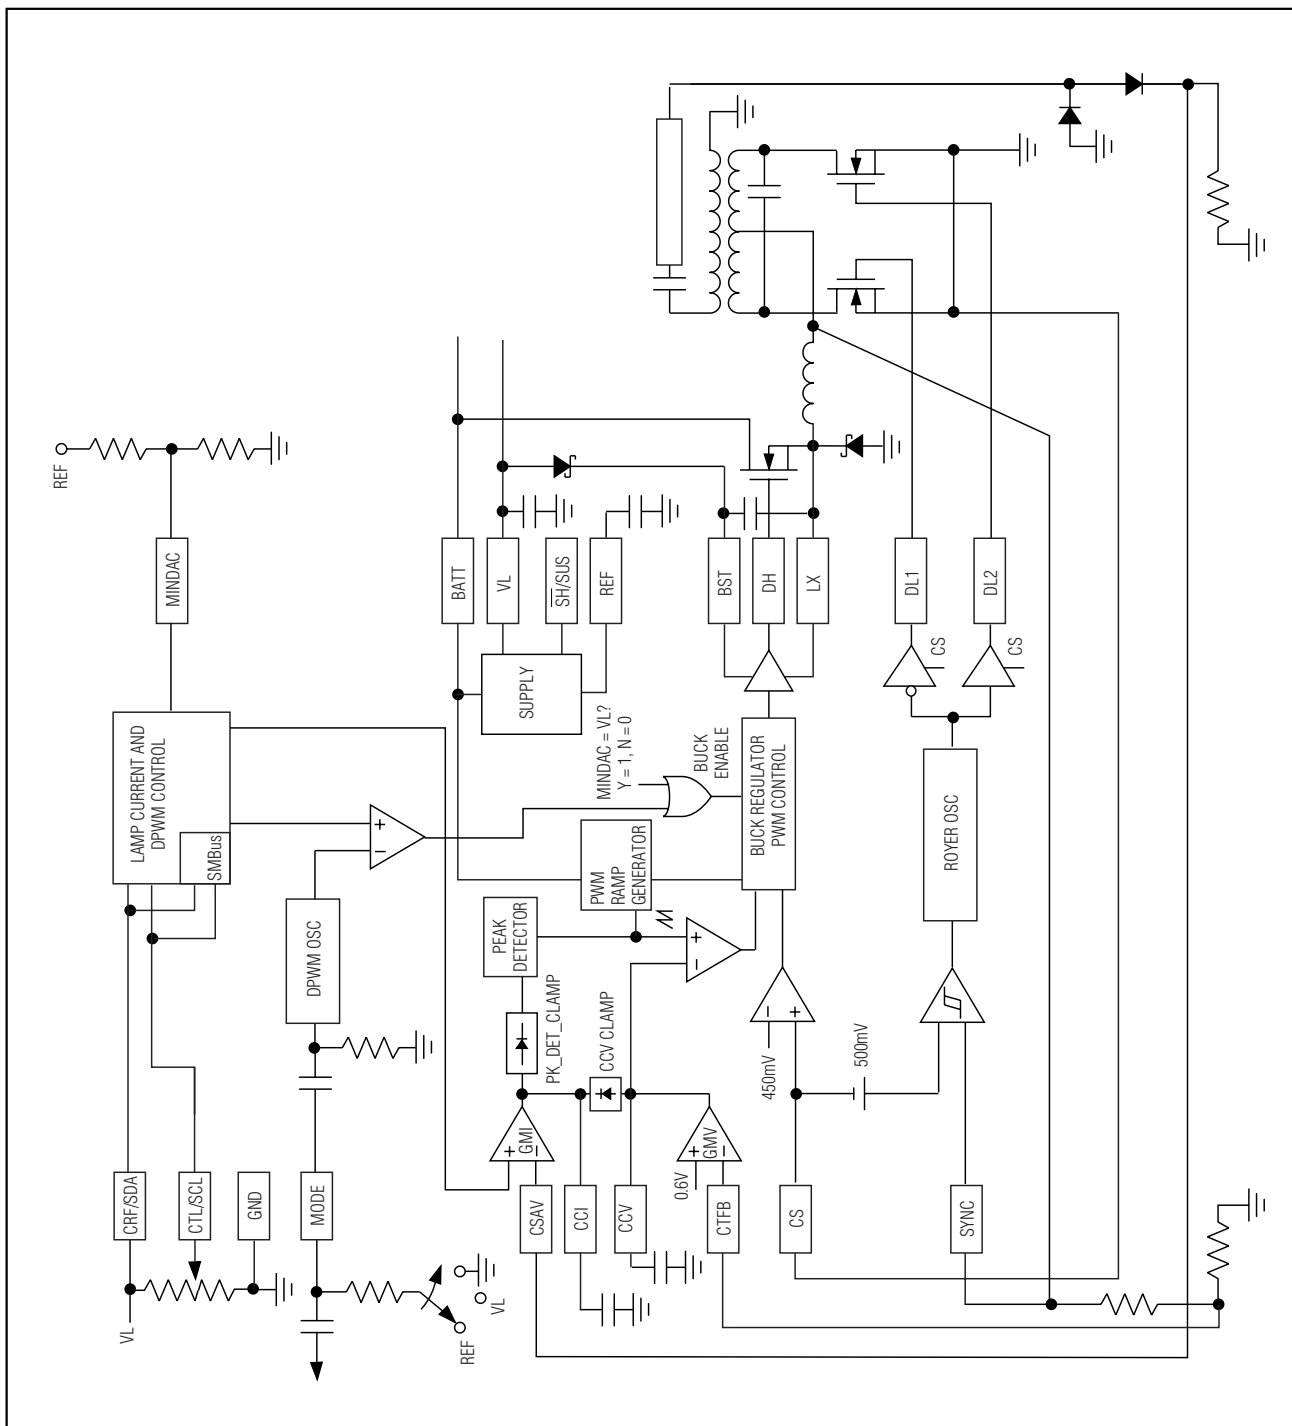 REF
MINDAC
LAMP CURRENT AND
DPWM CONTROL
SMBus
DPWM OSC
CRF/SDA
CTL/SCL
GND
MODE
VL
REF
VL
BATT
VL
SH/SUS
REF
SUPPLY
BST
DH
LX
DL1
DL2
CS
CS
MINDAC = VL?
Y = 1, N = 0
BUCK
ENABLE
BUCK REGULATOR
PWM CONTROL
PWM
RAMP
GENERATOR
PEAK
DETECTOR
PK_DET_CLAMP
CCV CLAMP
ROYER OSC
+
−
+
−
−
+
450mV
500mV
GMI
+
−
GMV
+
−
0.6V
CSAV
CCI
CCV
CTFB
CS
SYNC